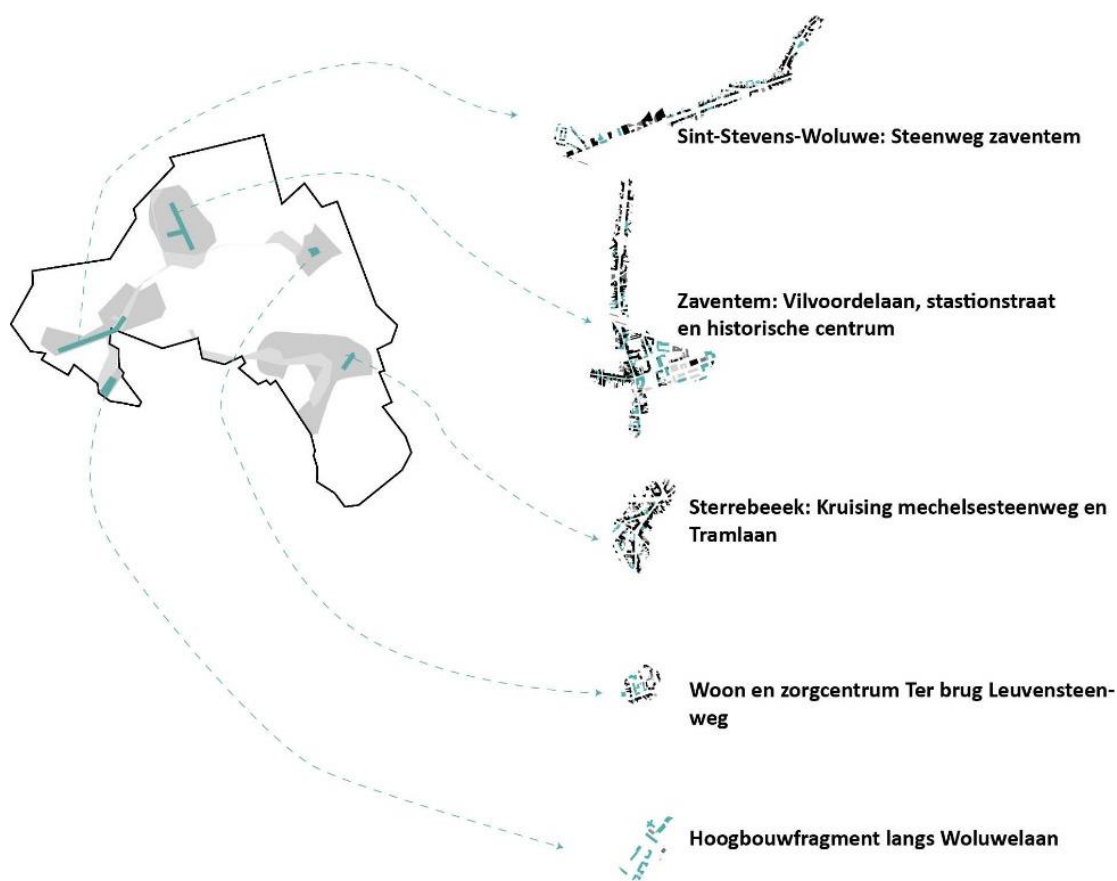 Sint-Stevens-Woluwe: Steenweg zaventem
Zaventem: Vilvoordelaan, stastionstraat
en historische centrum
Sterrebeeek: Kruising mechelsesteenweg en
Tramlaan
Woon en zorgcentrum Ter brug Leuvensteen-
weg
Hoogbouwfragment langs Woluwelaan